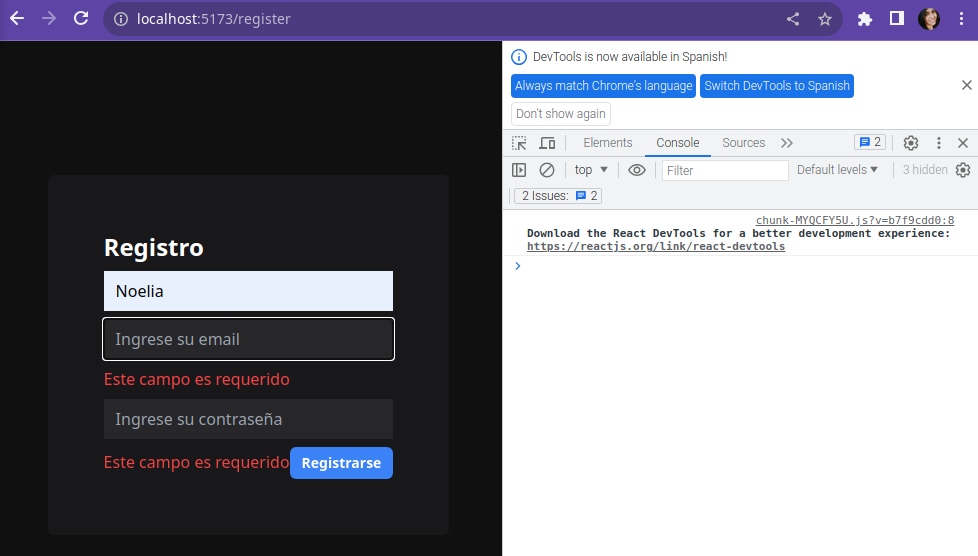 localhost:5173/register
DevTools is now available in Spanish!
Always match Chrome's language
Switch DevTools to Spanish
Don't show again
Elements
Console
Sources
2
top
Filter
Default levels
3 hidden
2 Issues:
2
chunk-MYQCFY5U.js?v=b7f9cdd0:8
Download the React DevTools for a better development experience:
https://reactjs.org/link/react-devtools
Registro
Noelia
Ingrese su email
Este campo es requerido
Ingrese su contraseña
Este campo es requerido
Registrarse